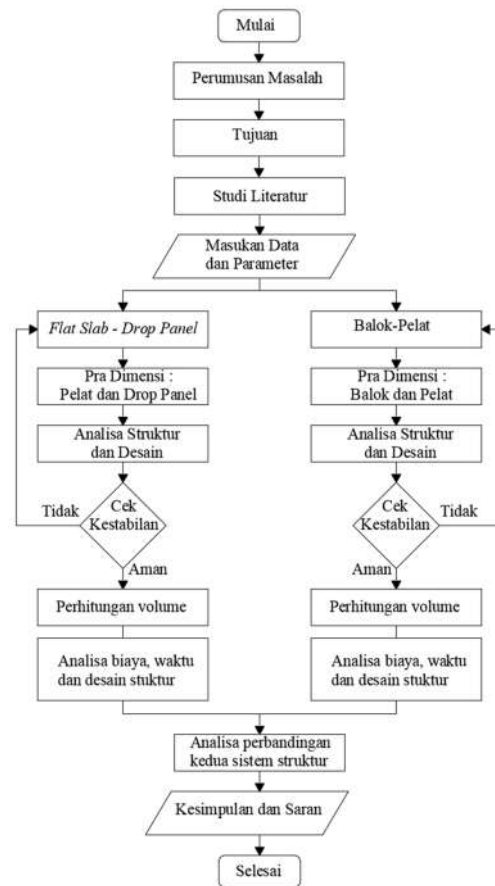 Mulai
Perumusan Masalah
Tujuan
Studi Literatur
Masukan Data
dan Parameter
Flat Slab - Drop Panel
Pra Dimensi :
Pelat dan Drop Panel
Analisa Struktur
dan Desain
Cek
Kestabilan
Tidak
Aman
Perhitungan volume
Analisa biaya, waktu
dan desain stuktur
Balok-Pelat
Pra Dimensi :
Balok dan Pelat
Analisa Struktur
dan Desain
Cek
Kestabilan
Tidak
Aman
Perhitungan volume
Analisa biaya, waktu
dan desain stuktur
Analisa perbandingan
kedua sistem struktur
Kesimpulan dan Saran
Selesai